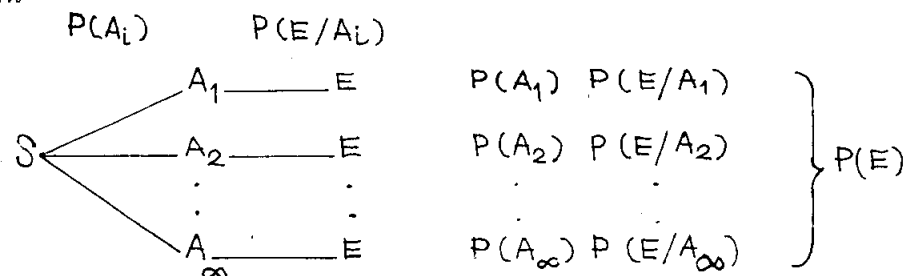 P(Aᵢ) P(E/Aᵢ)
A₁ E P(A₁) P(E/A₁)
S A₂ E P(A₂) P(E/A₂) P(E)
. . . .
. . . .
A∞ E P(A∞) P(E/A∞)